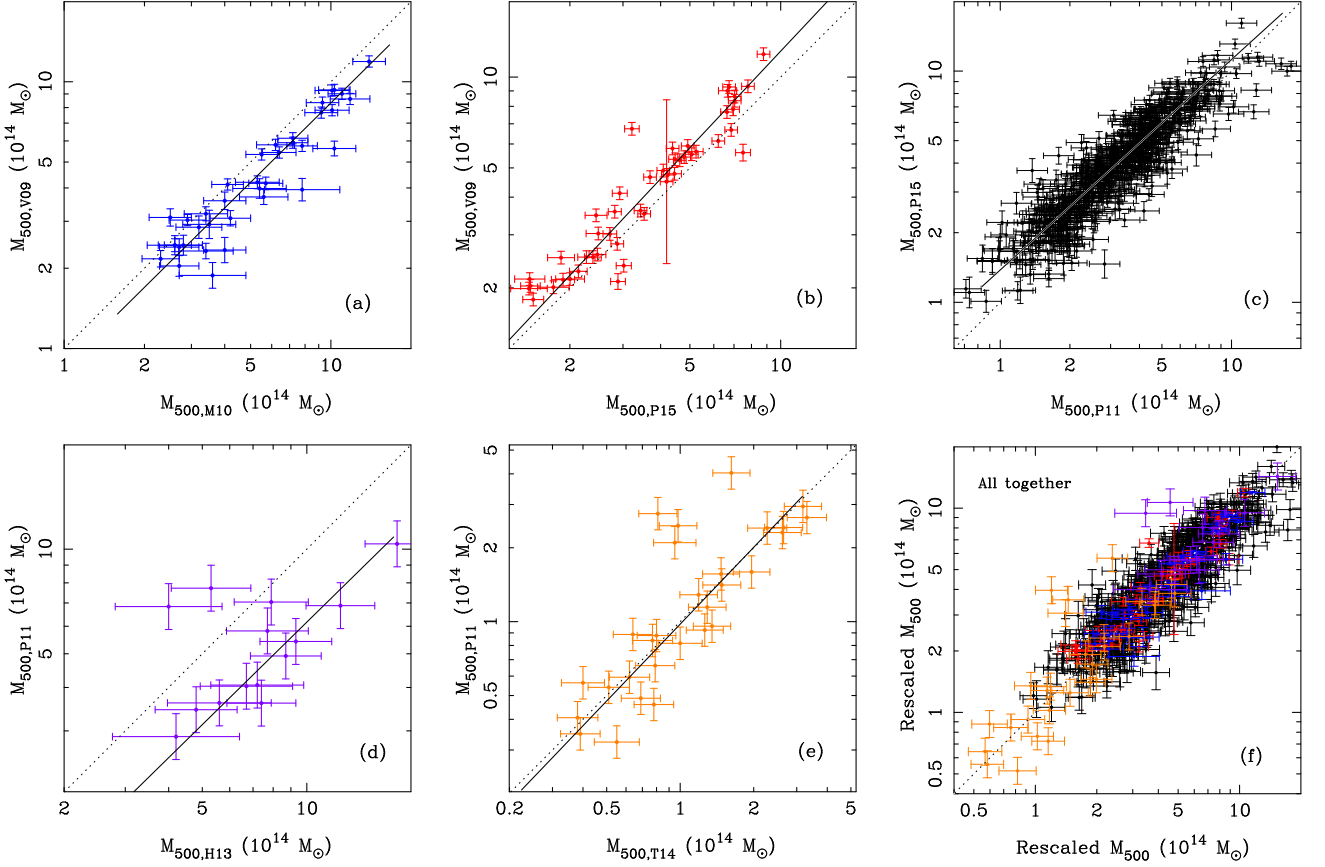 M500,V09 (10^14 M⊙)
10
5
2
1
(a)
1 2 5 10
M500,M10 (10^14 M⊙)
M500,V09 (10^14 M⊙)
10
5
2
(b)
2 5 10
M500,P15 (10^14 M⊙)
M500,P15 (10^14 M⊙)
10
5
2
1
(c)
1 2 5 10
M500,P11 (10^14 M⊙)
M500,P11 (10^14 M⊙)
10
5
(d)
2 5 10
M500,H13 (10^14 M⊙)
M500,P11 (10^14 M⊙)
5
2
1
0.5
(e)
0.2 0.5 1 2 5
M500,T14 (10^14 M⊙)
Rescaled M500 (10^14 M⊙)
All together
10
5
2
1
0.5
(f)
0.5 1 2 5 10
Rescaled M500 (10^14 M⊙)